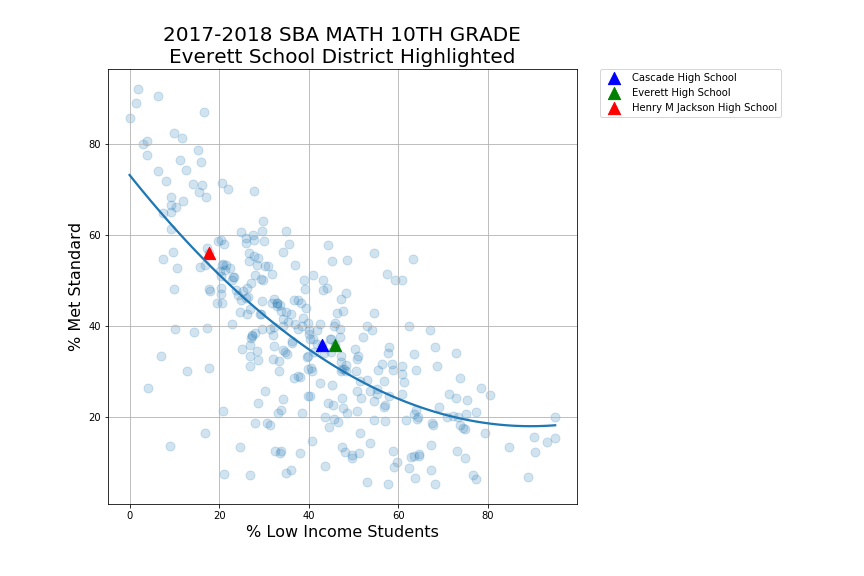 2017-2018 SBA MATH 10TH GRADE
Everett School District Highlighted
Cascade High School
Everett High School
Henry M Jackson High School
% Met Standard
80
60
40
20
0
20
40
60
80
% Low Income Students